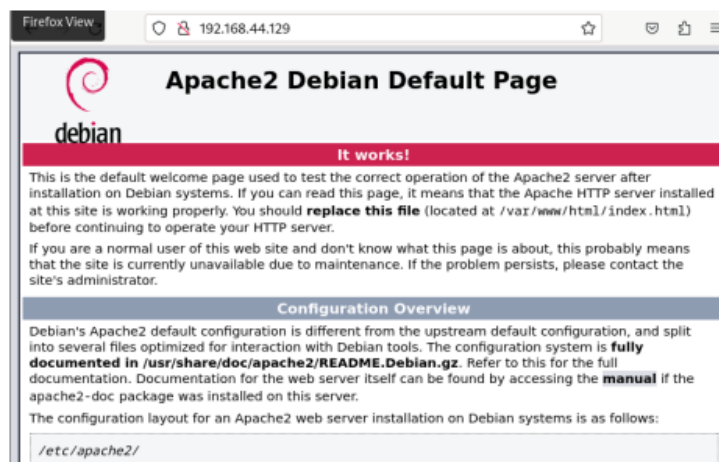 Firefox View
192.168.44.129
Apache2 Debian Default Page
debian
It works!
This is the default welcome page used to test the correct operation of the Apache2 server after
installation on Debian systems. If you can read this page, it means that the Apache HTTP server installed
at this site is working properly. You should replace this file (located at /var/www/html/index.html)
before continuing to operate your HTTP server.
If you are a normal user of this web site and don't know what this page is about, this probably means
that the site is currently unavailable due to maintenance. If the problem persists, please contact the
site's administrator.
Configuration Overview
Debian's Apache2 default configuration is different from the upstream default configuration, and split
into several files optimized for interaction with Debian tools. The configuration system is fully
documented in /usr/share/doc/apache2/README.Debian.gz. Refer to this for the full
documentation. Documentation for the web server itself can be found by accessing the manual if the
apache2-doc package was installed on this server.
The configuration layout for an Apache2 web server installation on Debian systems is as follows:
/etc/apache2/